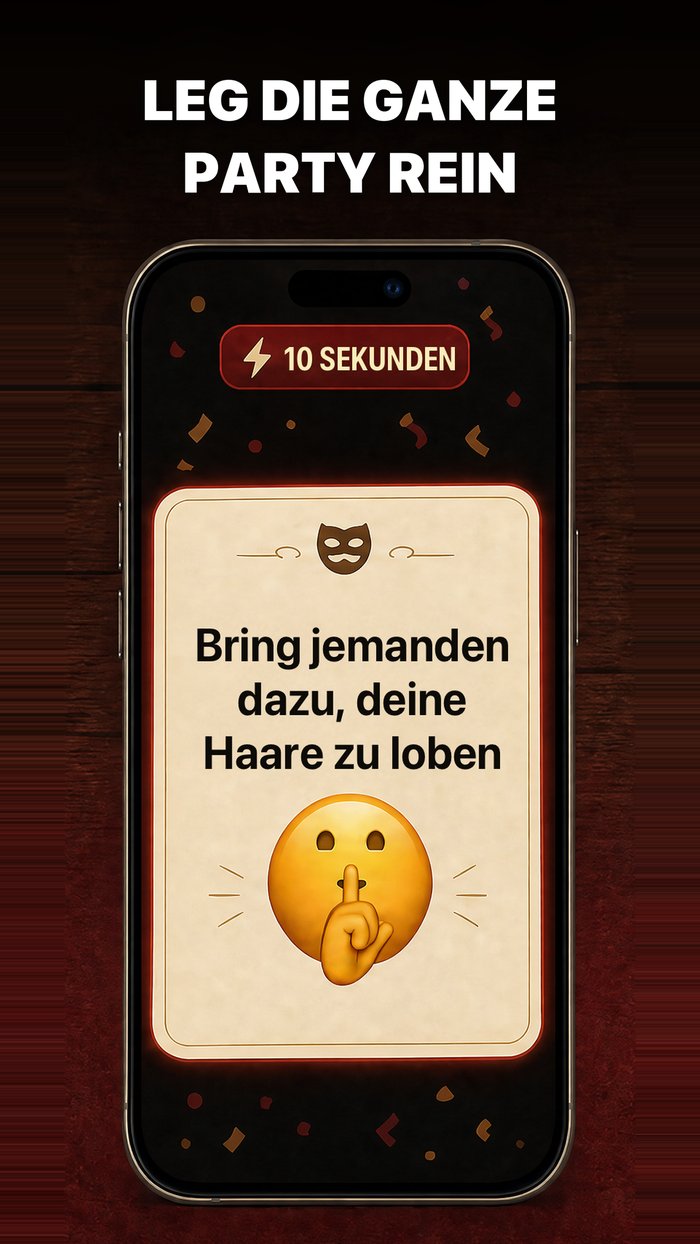 LEG DIE GANZE
PARTY REIN
10 SEKUNDEN
Bring jemanden
dazu, deine
Haare zu loben